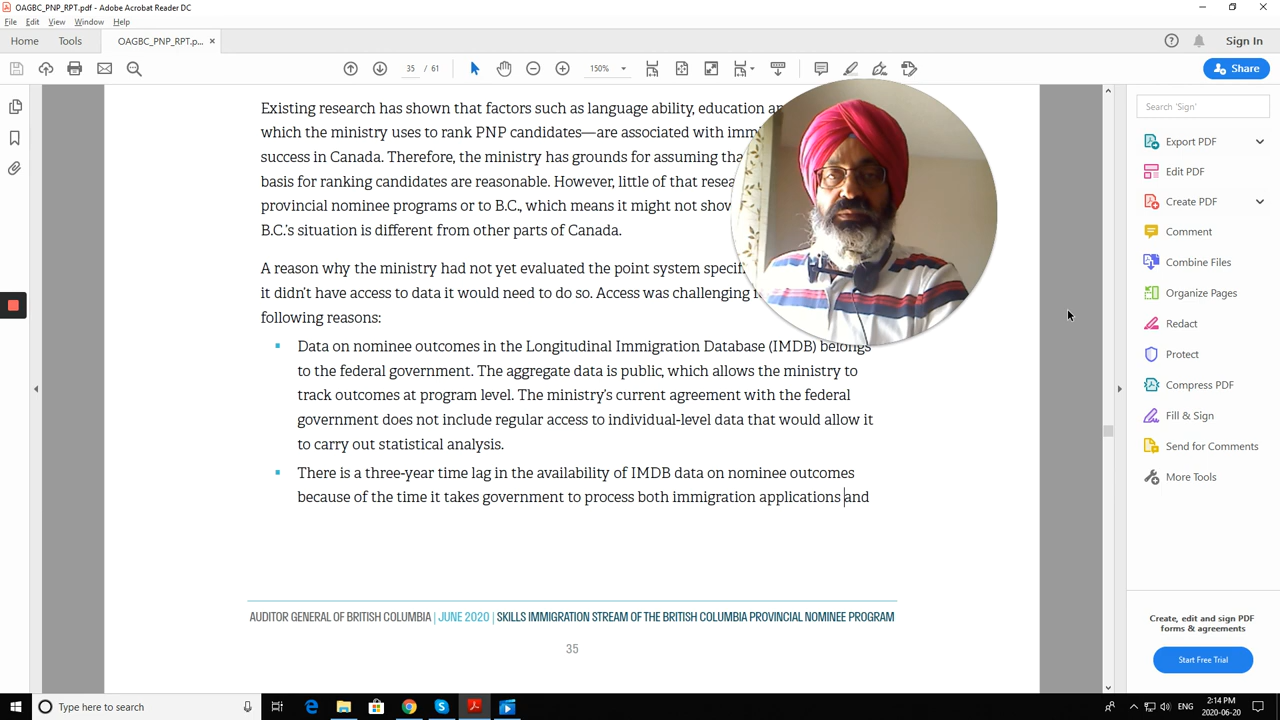 OAGBC_PNP_RPT.pdf - Adobe Acrobat Reader DC
File Edit View Window Help
Home Tools OAGBC_PNP_RPT.p... ×
Sign In
35 / 61
150%
Share
Existing research has shown that factors such as language ability, education
which the ministry uses to rank PNP candidates—are associated with
success in Canada. Therefore, the ministry has grounds for assuming
basis for ranking candidates are reasonable. However, little of that
provincial nominee programs or to B.C., which means it might not
B.C.'s situation is different from other parts of Canada.
A reason why the ministry had not yet evaluated the point system
it didn't have access to data it would need to do so. Access was challenging
following reasons:
Data on nominee outcomes in the Longitudinal Immigration Database (IMDB) belongs
to the federal government. The aggregate data is public, which allows the ministry to
track outcomes at program level. The ministry's current agreement with the federal
government does not include regular access to individual-level data that would allow it
to carry out statistical analysis.
There is a three-year time lag in the availability of IMDB data on nominee outcomes
because of the time it takes government to process both immigration applications and
AUDITOR GENERAL OF BRITISH COLUMBIA | JUNE 2020 | SKILLS IMMIGRATION STREAM OF THE BRITISH COLUMBIA PROVINCIAL NOMINEE PROGRAM
35
Search 'Sign'
Export PDF
Edit PDF
Create PDF
Comment
Combine Files
Organize Pages
Redact
Protect
Compress PDF
Fill & Sign
Send for Comments
More Tools
Create, edit and sign PDF
forms & agreements
Start Free Trial
Type here to search
ENG
2:14 PM
2020-06-20